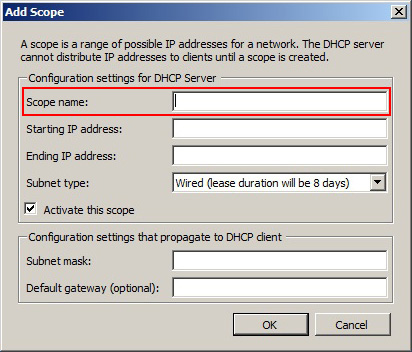 Add Scope
A scope is a range of possible IP addresses for a network. The DHCP server
cannot distribute IP addresses to clients until a scope is created.
Configuration settings for DHCP Server
Scope name:
Starting IP address:
Ending IP address:
Subnet type: Wired (lease duration will be 8 days)
Activate this scope
Configuration settings that propagate to DHCP client
Subnet mask:
Default gateway (optional):
OK Cancel